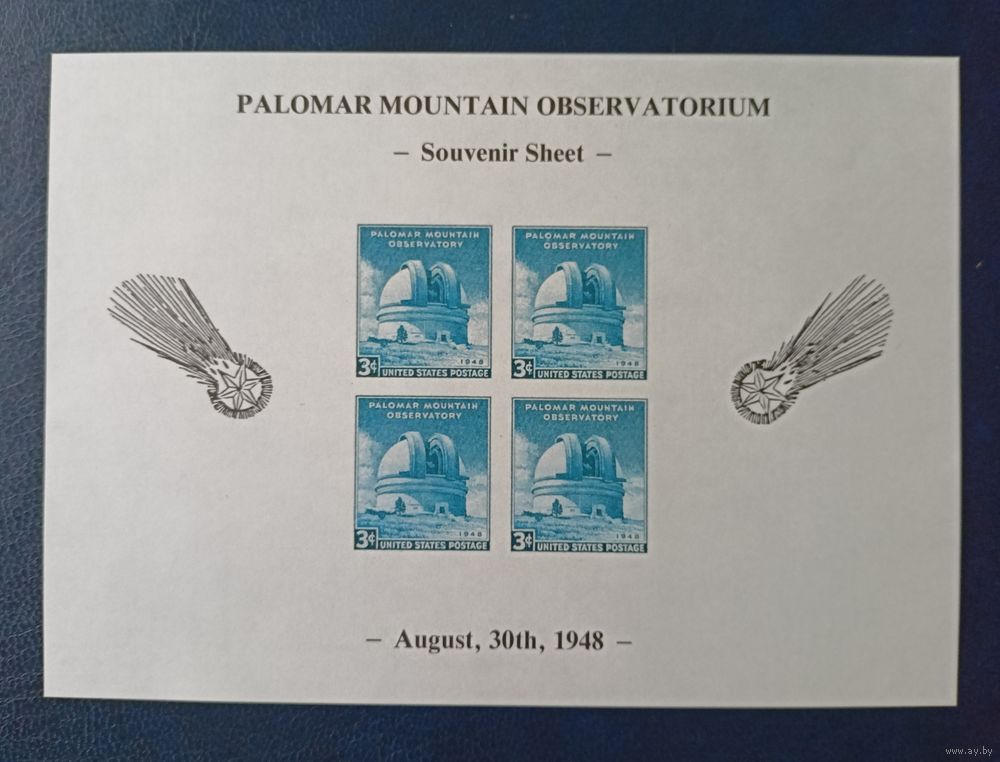 PALOMAR MOUNTAIN OBSERVATORIUM
– Souvenir Sheet –
PALOMAR MOUNTAIN
OBSERVATORY
1948
3¢ UNITED STATES POSTAGE
PALOMAR MOUNTAIN
OBSERVATORY
1948
3¢ UNITED STATES POSTAGE
PALOMAR MOUNTAIN
OBSERVATORY
1948
3¢ UNITED STATES POSTAGE
PALOMAR MOUNTAIN
OBSERVATORY
1948
3¢ UNITED STATES POSTAGE
– August, 30th, 1948 –
www.ay.by